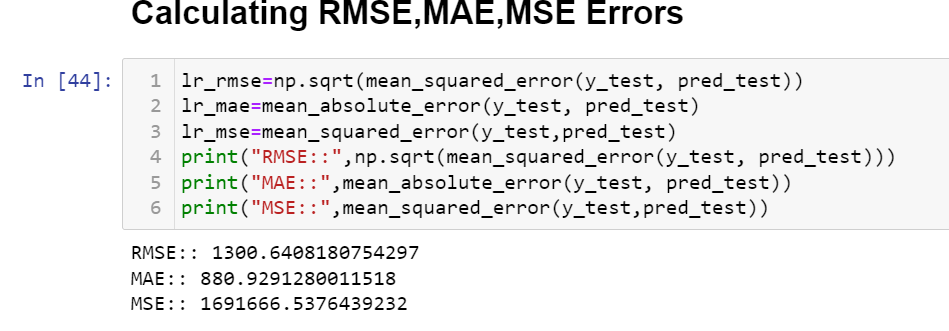 Calculating RMSE,MAE,MSE Errors
In [44]:
1 lr_rmse=np.sqrt(mean_squared_error(y_test, pred_test))
2 lr_mae=mean_absolute_error(y_test, pred_test)
3 lr_mse=mean_squared_error(y_test,pred_test)
4 print("RMSE::",np.sqrt(mean_squared_error(y_test, pred_test)))
5 print("MAE::",mean_absolute_error(y_test, pred_test))
6 print("MSE::",mean_squared_error(y_test,pred_test))
RMSE:: 1300.6408180754297
MAE:: 880.9291280011518
MSE:: 1691666.5376439232